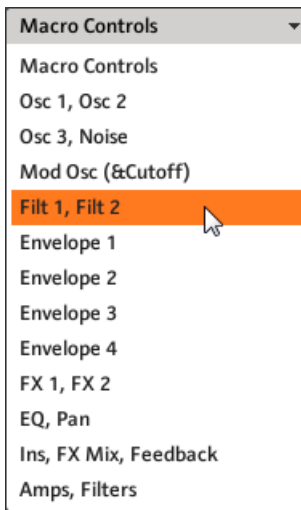 Macro Controls
Macro Controls
Osc 1, Osc 2
Osc 3, Noise
Mod Osc (&Cutoff)
Filt 1, Filt 2
Envelope 1
Envelope 2
Envelope 3
Envelope 4
FX 1, FX 2
EQ, Pan
Ins, FX Mix, Feedback
Amps, Filters